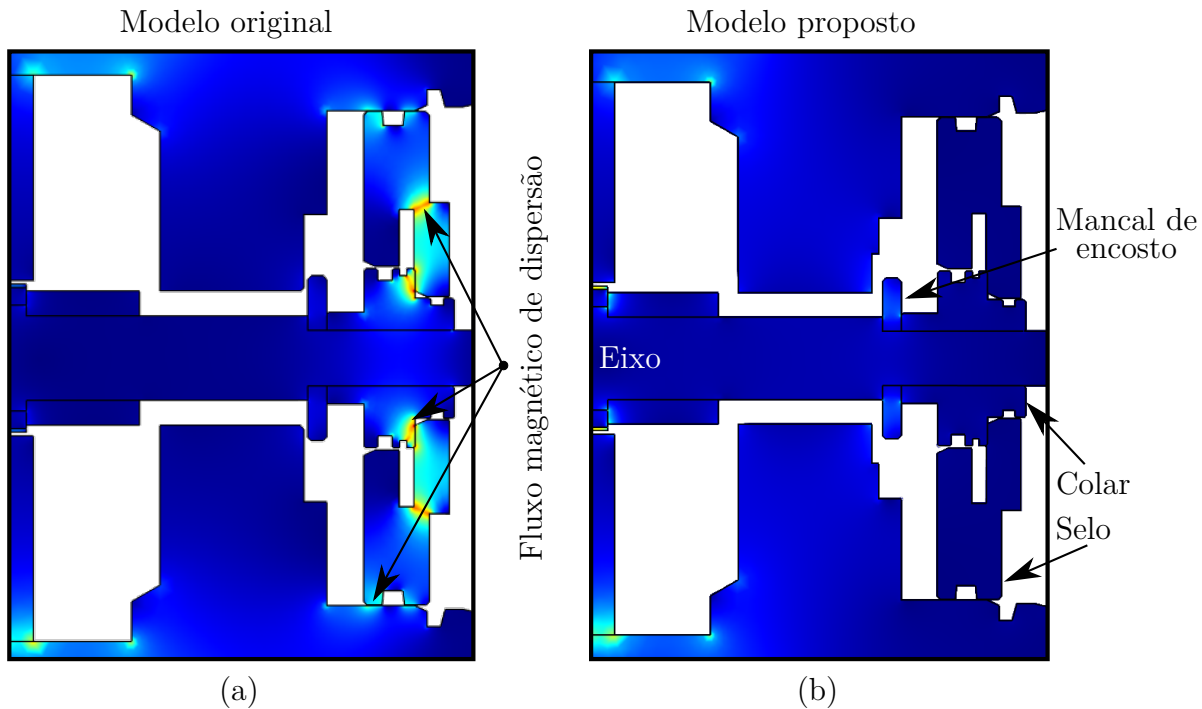 Modelo original
Modelo proposto
Fluxo magnético de dispersão
Mancal de
encosto
Eixo
Colar
Selo
(a)
(b)